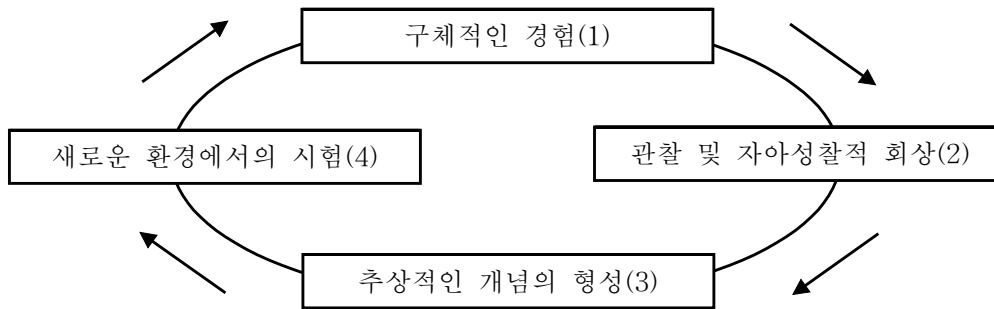 구체적인 경험(1)
새로운 환경에서의 시험(4)
관찰 및 자아성찰적 회상(2)
추상적인 개념의 형성(3)